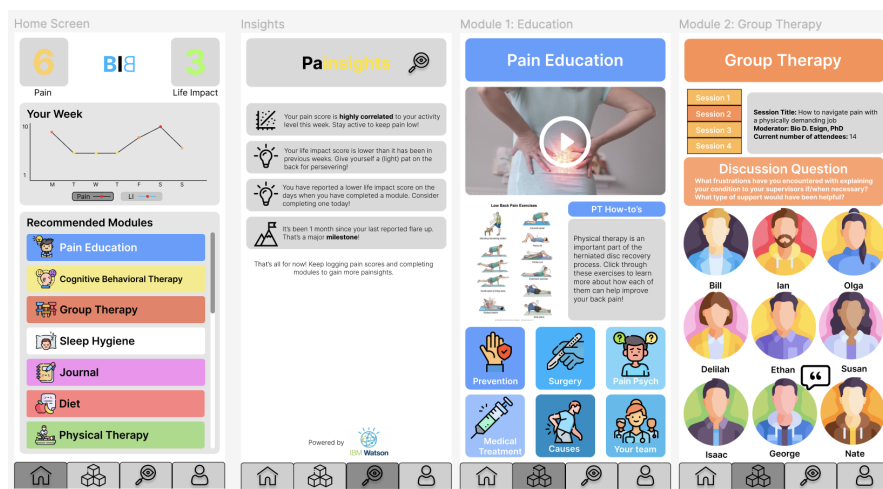 Home Screen
6
BIB
3
Pain
Life Impact
Your Week
10
1
M T W T F S S
Pain
LI
Recommended Modules
Pain Education
Cognitive Behavioral Therapy
Group Therapy
Sleep Hygiene
Journal
Diet
Physical Therapy
Insights
Painsights
Your pain score is highly correlated to your activity
level this week. Stay active to keep pain low!
Your life impact score is lower than it has been in
previous weeks. Give yourself a (light) pat on the
back for persevering!
You have reported a lower life impact score on the
days when you have completed a module. Consider
completing one today!
It's been 1 month since your last reported flare up.
That's a major milestone!
That's all for now! Keep logging pain scores and completing
modules to gain more painsights.
Powered by
IBM Watson
Module 1: Education
Pain Education
Low Back Pain Exercises
PT How-to's
Physical therapy is an
important part of the
herniated disc recovery
process. Click through
these exercises to learn
more about how each of
them can help improve
your back pain!
Prevention
Surgery
Pain Psych
Medical
Treatment
Causes
Your team
Module 2: Group Therapy
Group Therapy
Session 1
Session 2
Session 3
Session 4
Session Title: How to navigate pain with
a physically demanding job
Moderator: Bio D. Esign, PhD
Current number of attendees: 14
Discussion Question
What frustrations have you encountered with explaining
your condition to your supervisors if/when necessary?
What type of support would have been helpful?
Bill
Ian
Olga
Delilah
Ethan
Susan
Isaac
George
Nate